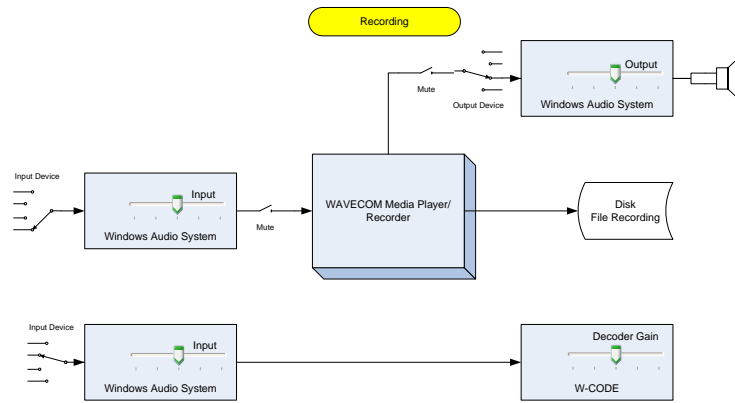 Recording
Output
Mute
Output Device
Windows Audio System
Input Device
Input
Windows Audio System
Mute
WAVECOM Media Player/
Recorder
Disk
File Recording
Input Device
Input
Windows Audio System
Decoder Gain
W-CODE